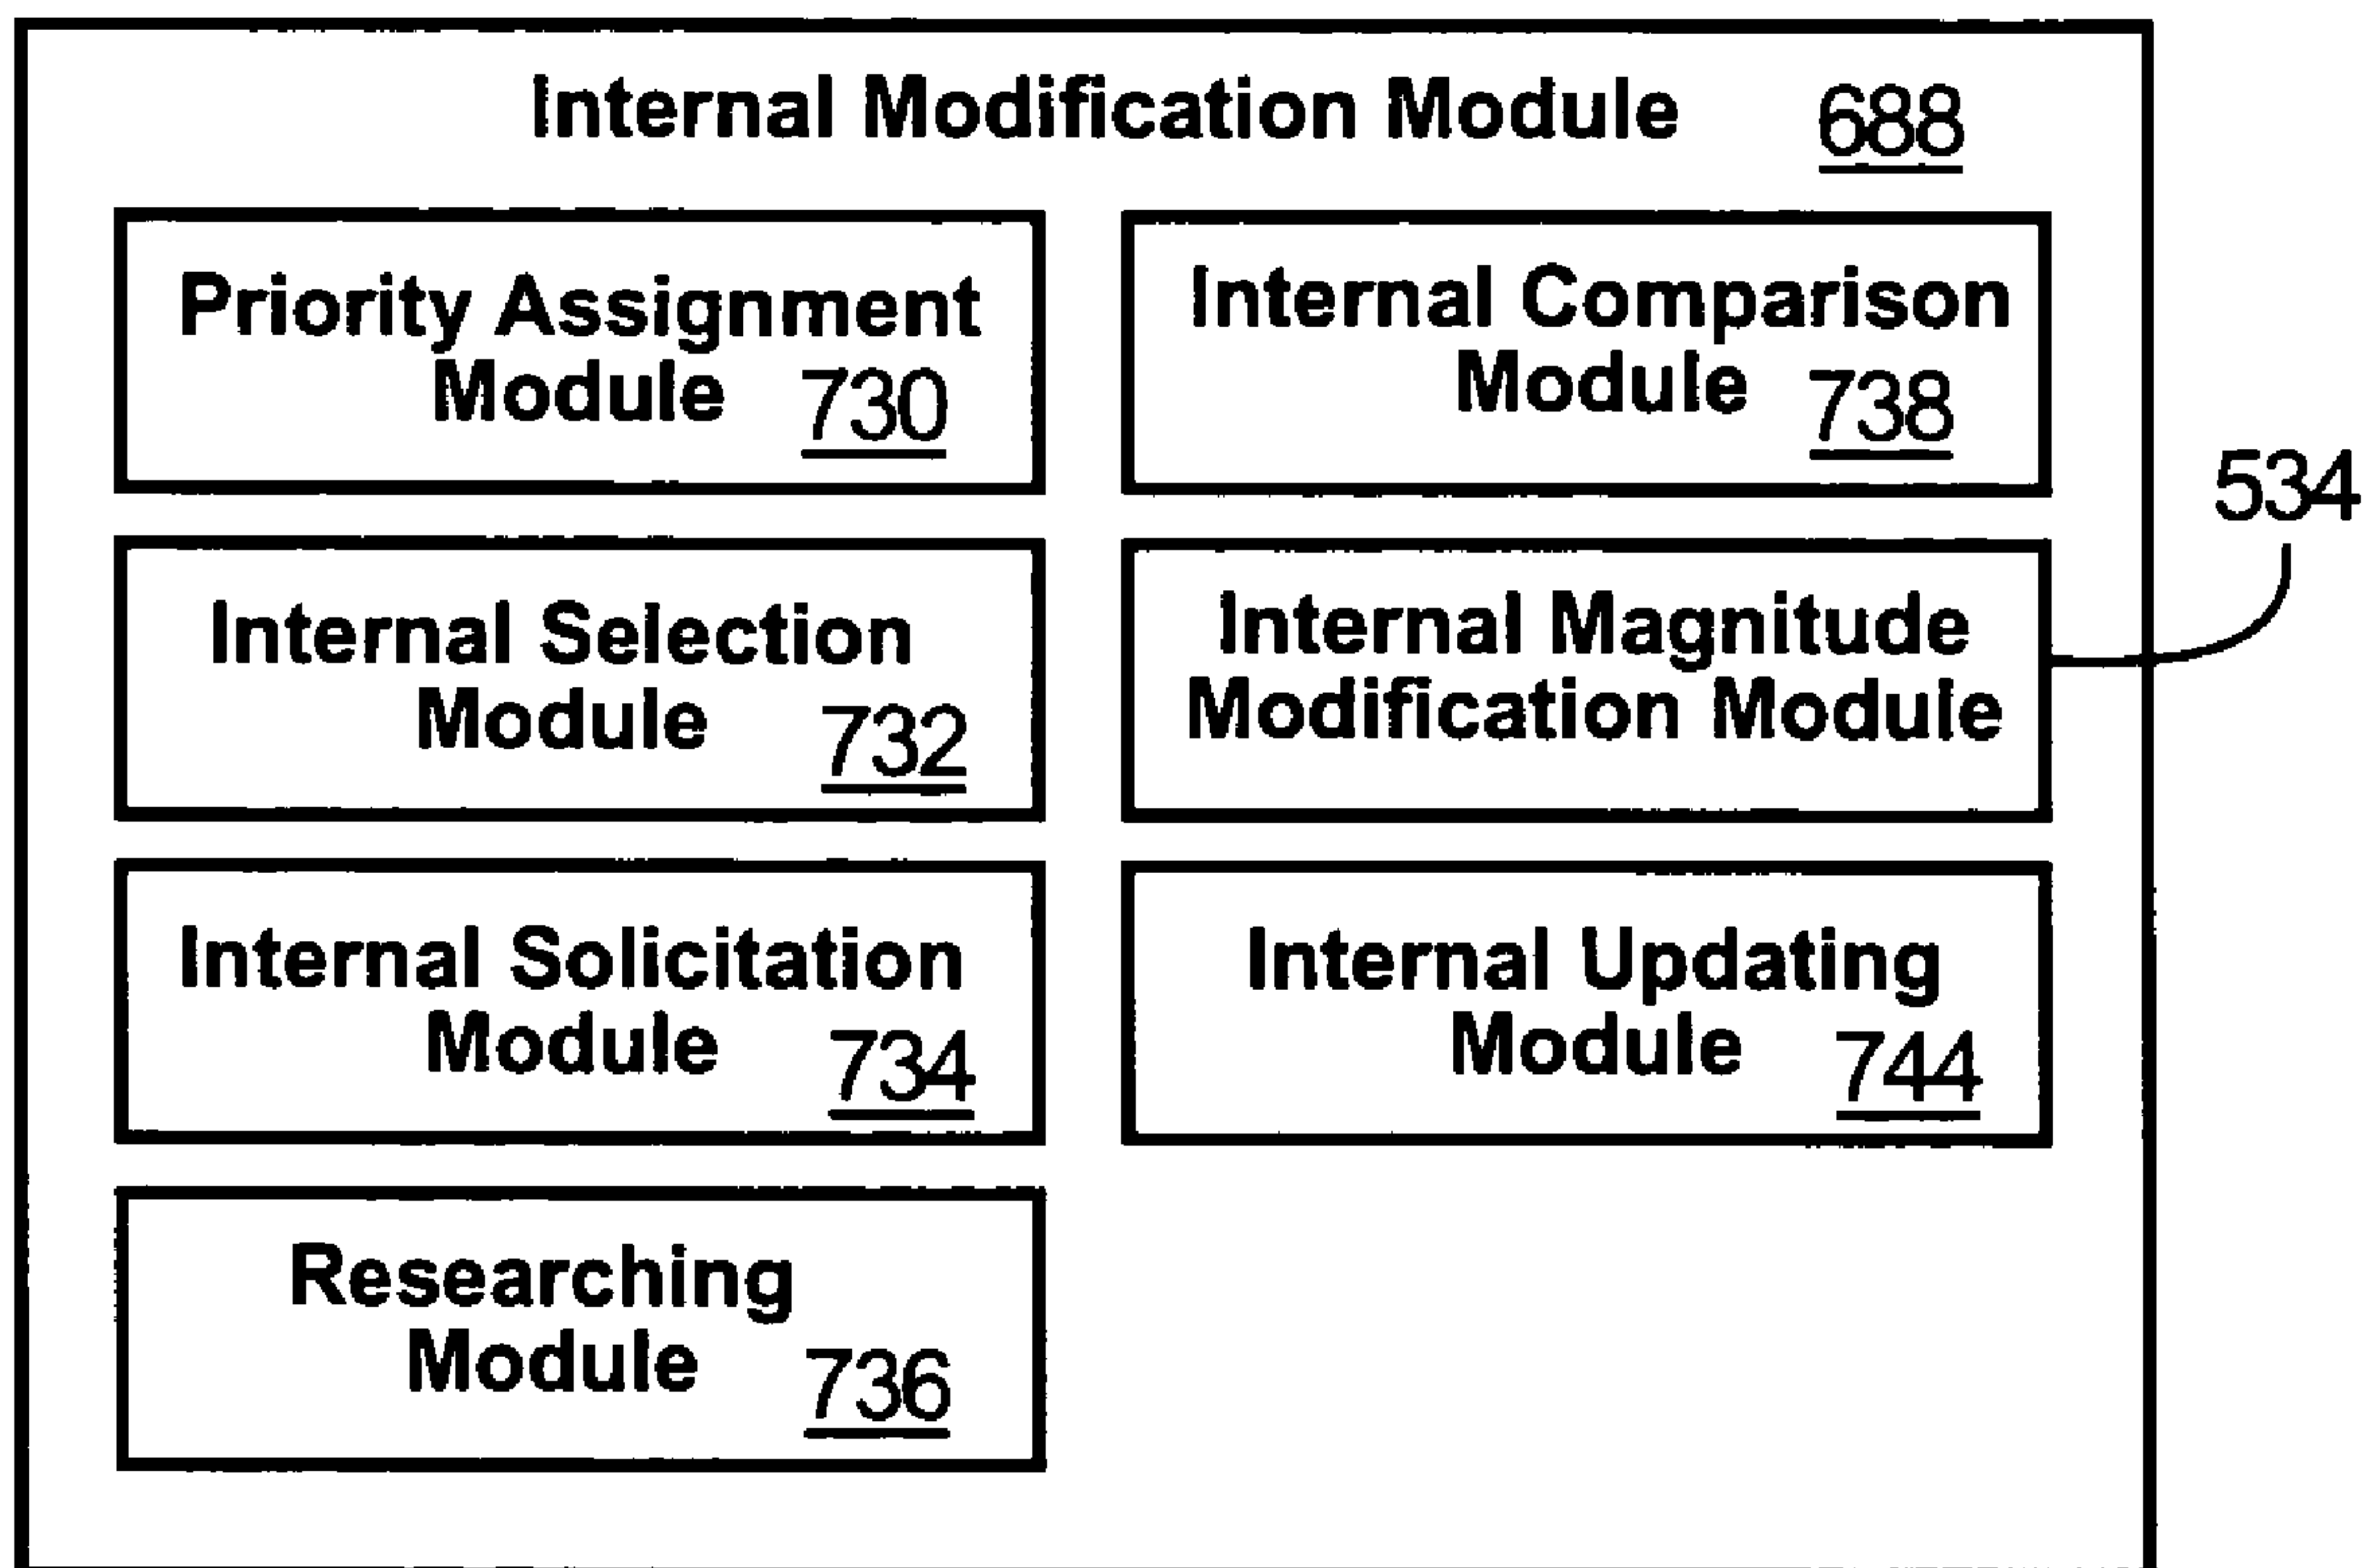 Internal Modification Module 688
Priority Assignment
Module 730
Internal Comparison
Module 738
534
Internal Selection
Module 732
Internal Magnitude
Modification Module
Internal Solicitation
Module 734
Internal Updating
Module 744
Researching
Module 736